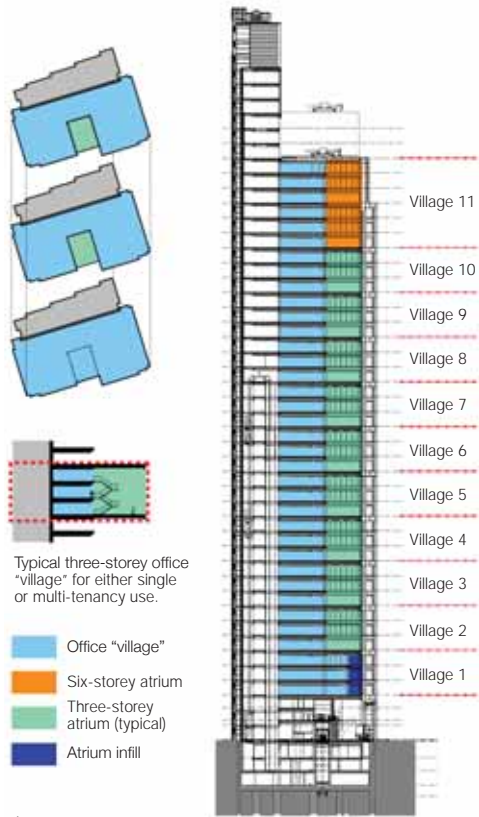 Typical three-storey office
"village" for either single
or multi-tenancy use.
Office "village"
Six-storey atrium
Three-storey
atrium (typical)
Atrium infill
Village 11
Village 10
Village 9
Village 8
Village 7
Village 6
Village 5
Village 4
Village 3
Village 2
Village 1